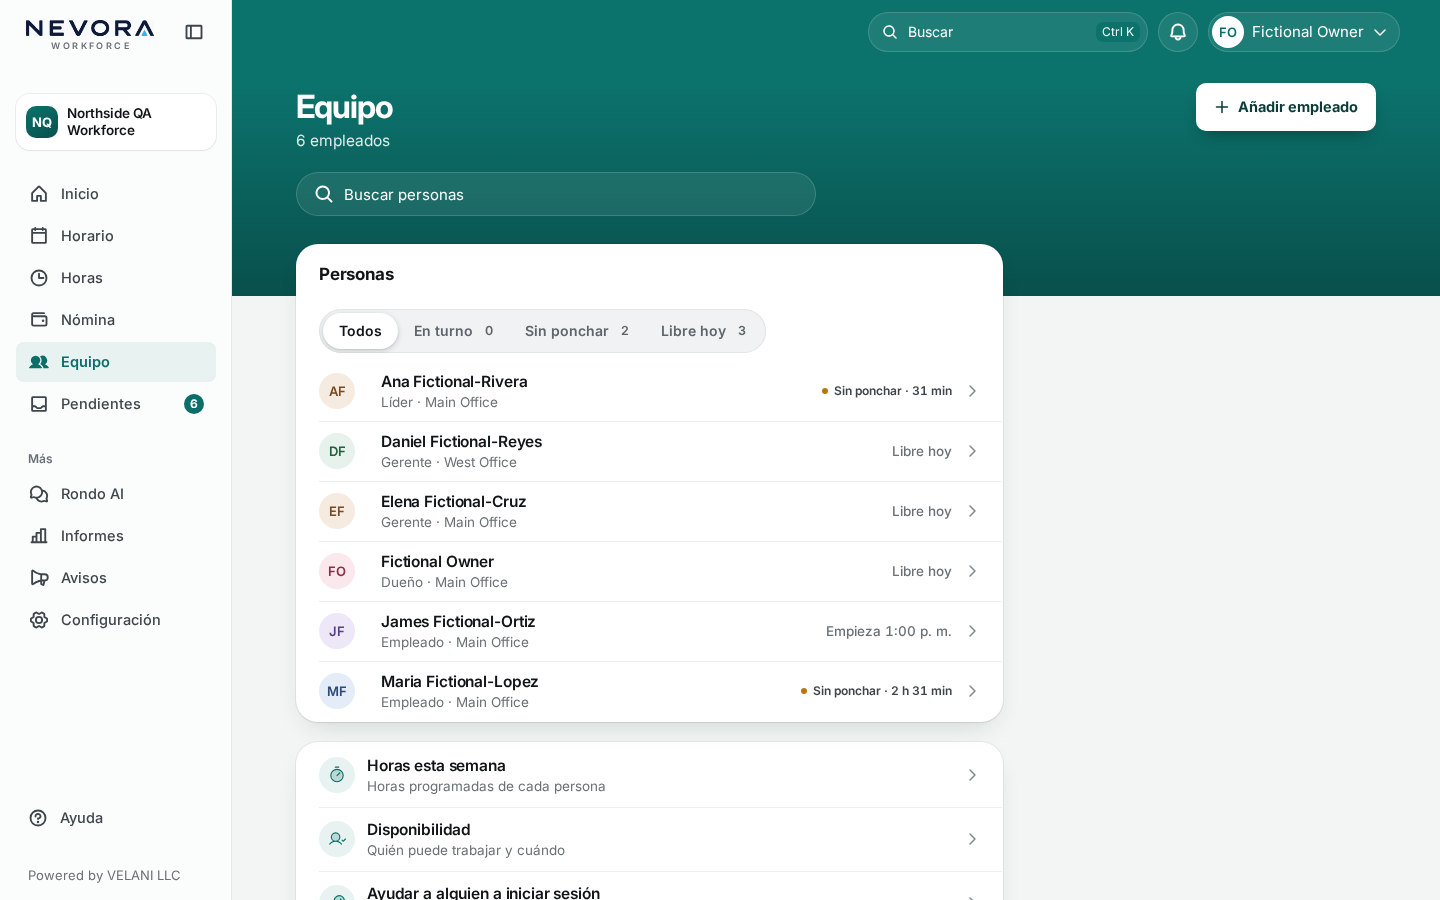 NEVORA
WORKFORCE
Buscar
Ctrl K
FO
Fictional Owner
NQ
Northside QA
Workforce
Inicio
Horario
Horas
Nómina
Equipo
Pendientes
6
Más
Rondo AI
Informes
Avisos
Configuración
Ayuda
Powered by VELANI LLC
Equipo
6 empleados
Añadir empleado
Buscar personas
Personas
Todos
En turno 0
Sin ponchar 2
Libre hoy 3
AF
Ana Fictional-Rivera
Líder · Main Office
Sin ponchar · 31 min
DF
Daniel Fictional-Reyes
Gerente · West Office
Libre hoy
EF
Elena Fictional-Cruz
Gerente · Main Office
Libre hoy
FO
Fictional Owner
Dueño · Main Office
Libre hoy
JF
James Fictional-Ortiz
Empleado · Main Office
Empieza 1:00 p. m.
MF
Maria Fictional-Lopez
Empleado · Main Office
Sin ponchar · 2 h 31 min
Horas esta semana
Horas programadas de cada persona
Disponibilidad
Quién puede trabajar y cuándo
Ayudar a alguien a iniciar sesión